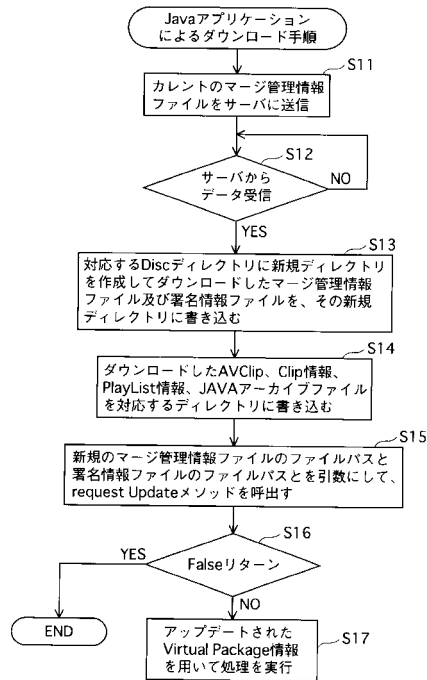 Javaアプリケーション
によるダウンロード手順
S11
カレントのマージ管理情報
ファイルをサーバに送信
S12
サーバから
データ受信
NO
YES
S13
対応するDiscディレクトリに新規ディレクトリ
を作成してダウンロードしたマージ管理情報
ファイル及び署名情報ファイルを、その新規
ディレクトリに書き込む
S14
ダウンロードしたAVClip、Clip情報、
PlayList情報、JAVAアーカイブファイル
を対応するディレクトリに書き込む
S15
新規のマージ管理情報ファイルのファイルパスと
署名情報ファイルのファイルパスとを引数にして、
request Updateメソッドを呼出す
S16
YES
Falseリターン
NO
END
S17
アップデートされた
Virtual Package情報
を用いて処理を実行